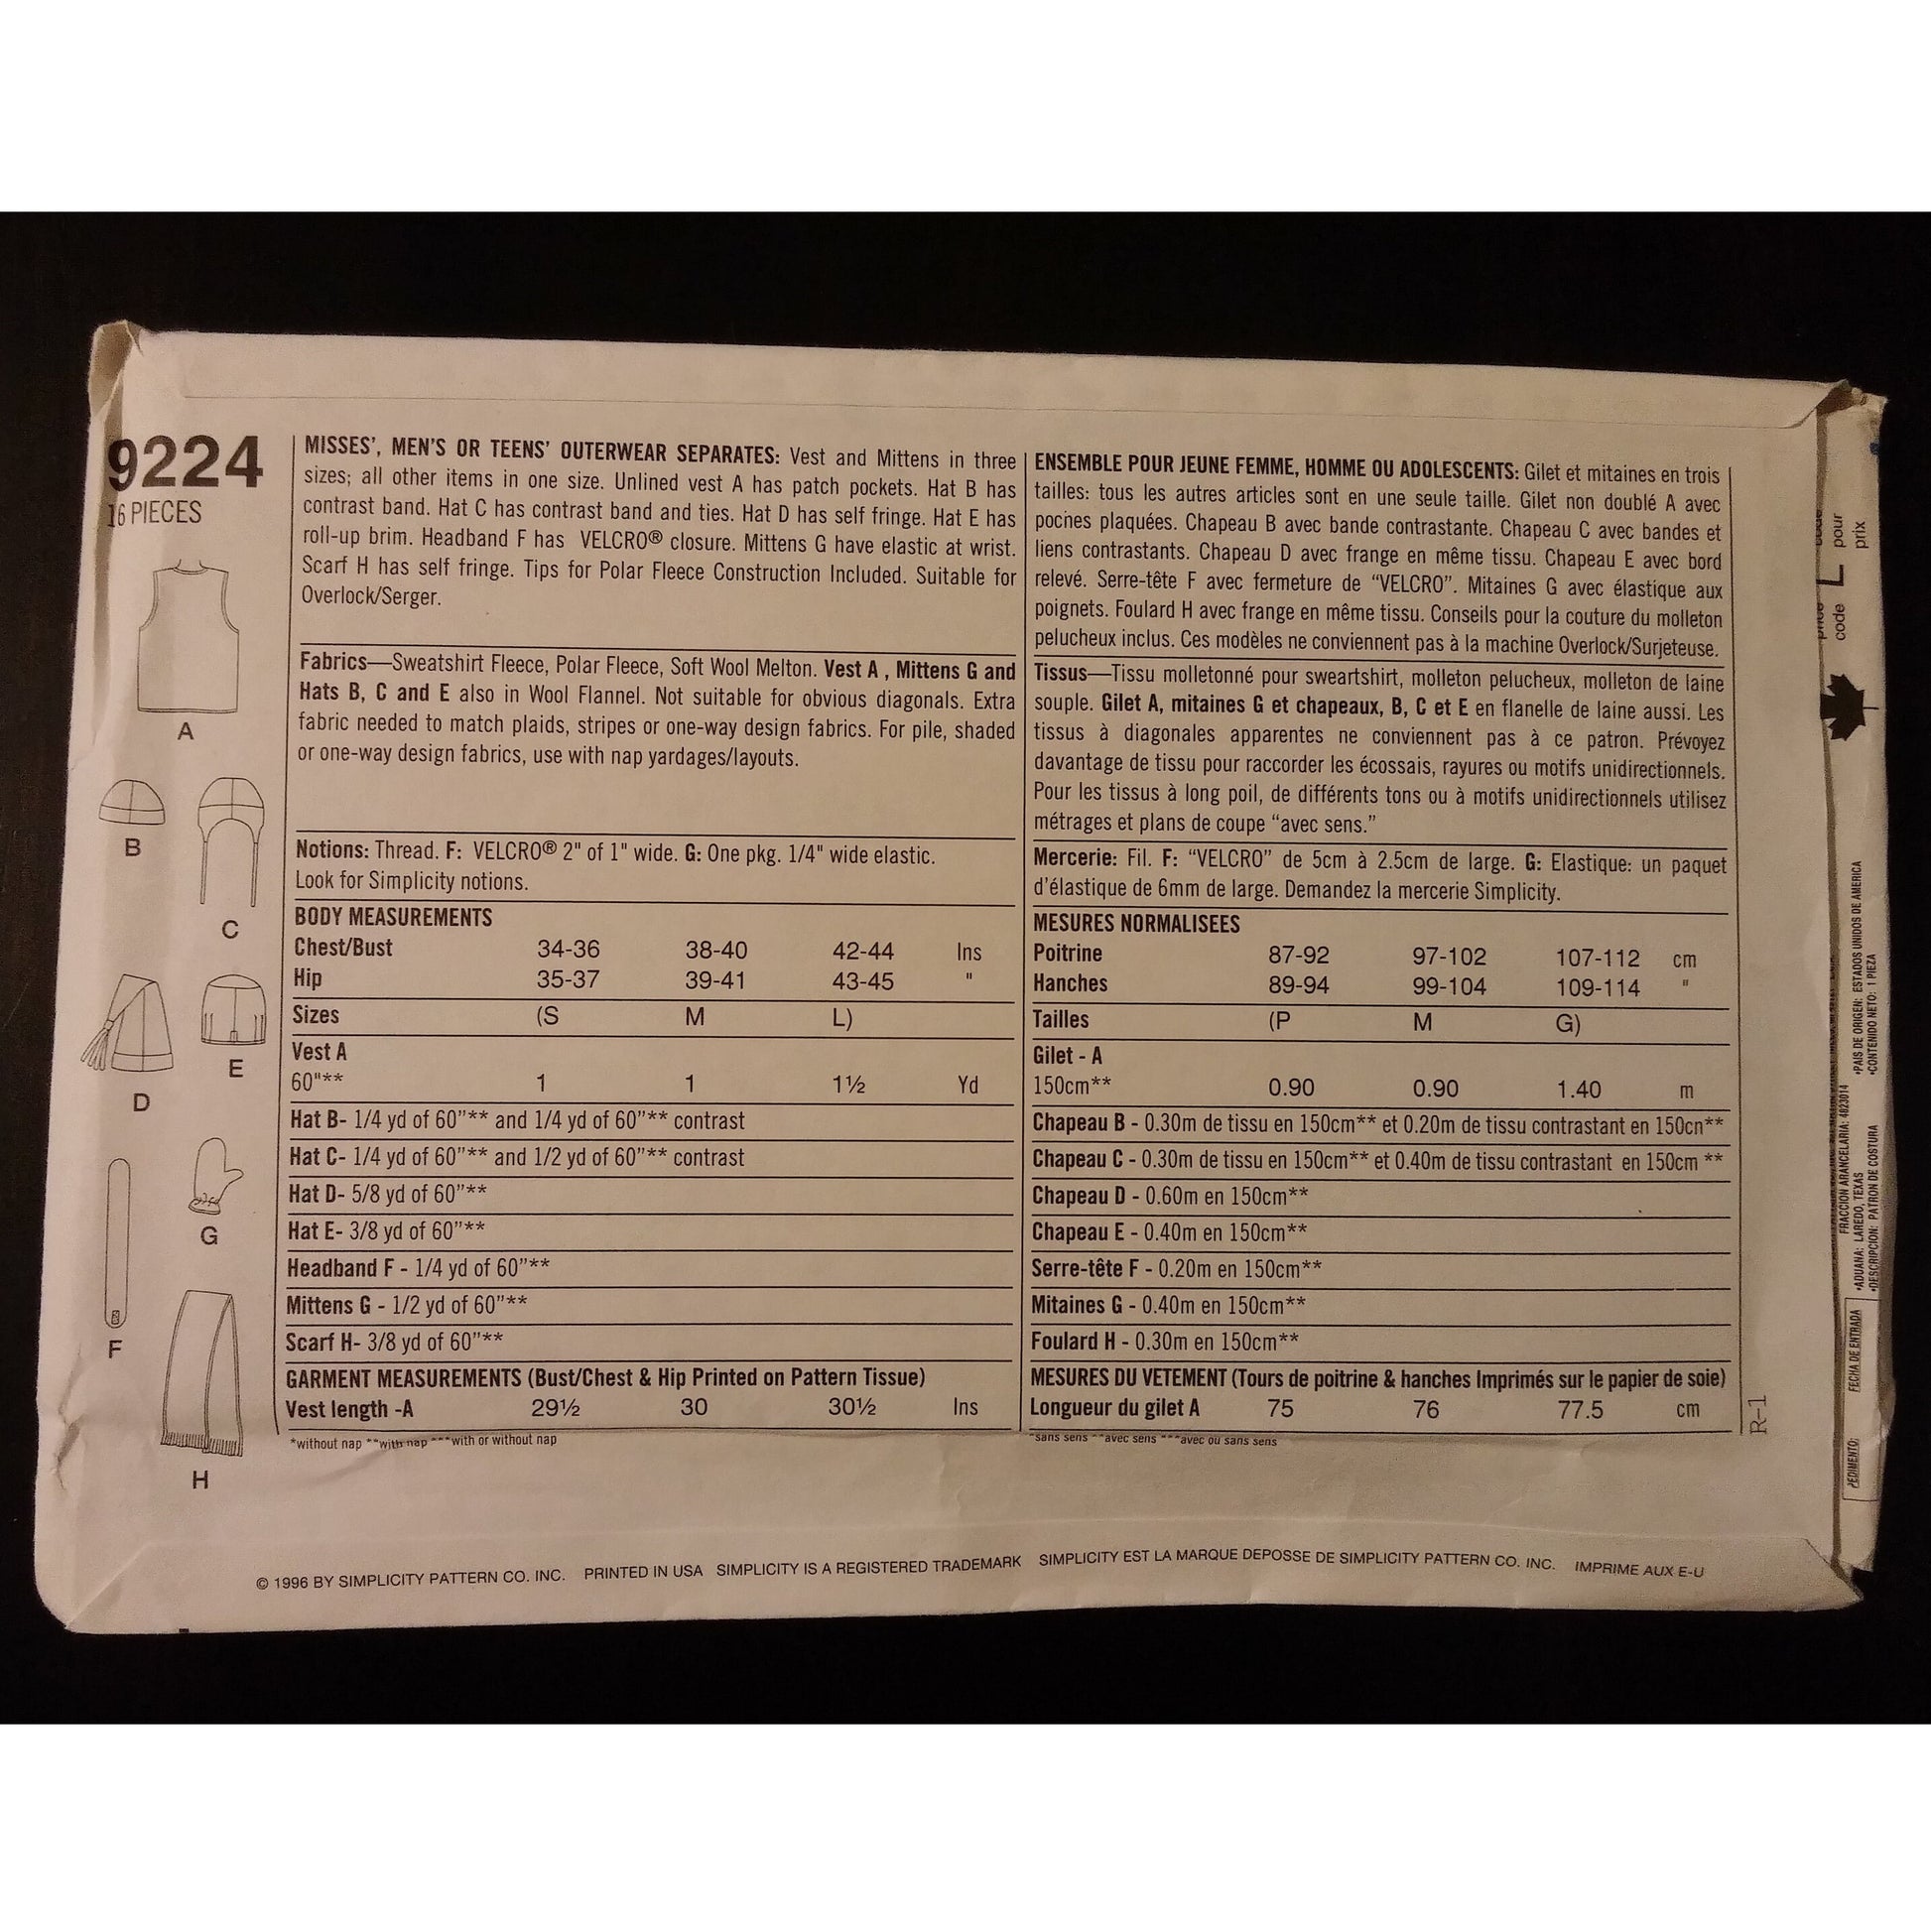 9224
16 PIECES
A
B
C
D
E
F
G
H
MISSES', MEN'S OR TEENS' OUTERWEAR SEPARATES: Vest and Mittens in three
sizes; all other items in one size. Unlined vest A has patch pockets. Hat B has
contrast band. Hat C has contrast band and ties. Hat D has self fringe. Hat E has
roll-up brim. Headband F has VELCRO® closure. Mittens G have elastic at wrist.
Scarf H has self fringe. Tips for Polar Fleece Construction Included. Suitable for
Overlock/Serger.
Fabrics—Sweatshirt Fleece, Polar Fleece, Soft Wool Melton. Vest A , Mittens G and
Hats B, C and E also in Wool Flannel. Not suitable for obvious diagonals. Extra
fabric needed to match plaids, stripes or one-way design fabrics. For pile, shaded
or one-way design fabrics, use with nap yardages/layouts.
Notions: Thread. F: VELCRO® 2" of 1" wide. G: One pkg. 1/4" wide elastic.
Look for Simplicity notions.
BODY MEASUREMENTS
Chest/Bust 34-36 38-40 42-44 Ins
Hip 35-37 39-41 43-45 "
Sizes (S M L)
Vest A
60"** 1 1 1½ Yd
Hat B- 1/4 yd of 60"** and 1/4 yd of 60"** contrast
Hat C- 1/4 yd of 60"** and 1/2 yd of 60"** contrast
Hat D- 5/8 yd of 60"**
Hat E- 3/8 yd of 60"**
Headband F - 1/4 yd of 60"**
Mittens G - 1/2 yd of 60"**
Scarf H- 3/8 yd of 60"**
GARMENT MEASUREMENTS (Bust/Chest & Hip Printed on Pattern Tissue)
Vest length -A 29½ 30 30½ Ins
*without nap **with nap ***with or without nap
ENSEMBLE POUR JEUNE FEMME, HOMME OU ADOLESCENTS: Gilet et mitaines en trois
tailles: tous les autres articles sont en une seule taille. Gilet non doublé A avec
poches plaquées. Chapeau B avec bande contrastante. Chapeau C avec bandes et
liens contrastants. Chapeau D avec frange en même tissu. Chapeau E avec bord
relevé. Serre-tête F avec fermeture de “VELCRO”. Mitaines G avec élastique aux
poignets. Foulard H avec frange en même tissu. Conseils pour la couture du molleton
pelucheux inclus. Ces modèles ne conviennent pas à la machine Overlock/Surjeteuse.
Tissus—Tissu molletonné pour sweartshirt, molleton pelucheux, molleton de laine
souple. Gilet A, mitaines G et chapeaux, B, C et E en flanelle de laine aussi. Les
tissus à diagonales apparentes ne conviennent pas à ce patron. Prévoyez
davantage de tissu pour raccorder les écossais, rayures ou motifs unidirectionnels.
Pour les tissus à long poil, de différents tons ou à motifs unidirectionnels utilisez
métrages et plans de coupe “avec sens.”
Mercerie: Fil. F: “VELCRO” de 5cm à 2.5cm de large. G: Elastique: un paquet
d'élastique de 6mm de large. Demandez la mercerie Simplicity.
MESURES NORMALISEES
Poitrine 87-92 97-102 107-112 cm
Hanches 89-94 99-104 109-114 "
Tailles (P M G)
Gilet - A
150cm** 0.90 0.90 1.40 m
Chapeau B - 0.30m de tissu en 150cm** et 0.20m de tissu contrastant en 150cn**
Chapeau C - 0.30m de tissu en 150cm** et 0.40m de tissu contrastant en 150cm **
Chapeau D - 0.60m en 150cm**
Chapeau E - 0.40m en 150cm**
Serre-tête F - 0.20m en 150cm**
Mitaines G - 0.40m en 150cm**
Foulard H - 0.30m en 150cm**
MESURES DU VETEMENT (Tours de poitrine & hanches Imprimés sur le papier de soie)
Longueur du gilet A 75 76 77.5 cm
*sans sens **avec sens ***avec ou sans sens
R-1
© 1996 BY SIMPLICITY PATTERN CO. INC. PRINTED IN USA SIMPLICITY IS A REGISTERED TRADEMARK SIMPLICITY EST LA MARQUE DEPOSSE DE SIMPLICITY PATTERN CO. INC. IMPRIME AUX E-U
code L pour
prix
FRACCION ARANCELARIA: 4823014
*ADUANA: LAREDO, TEXAS *PAIS DE ORIGEN: ESTADOS UNIDOS DE AMERICA
*DESCRIPCION: PATRON DE COSTURA *CONTENIDO NETO: 1 PIEZA
PEDIMENTO: FECHA DE ENTRADA